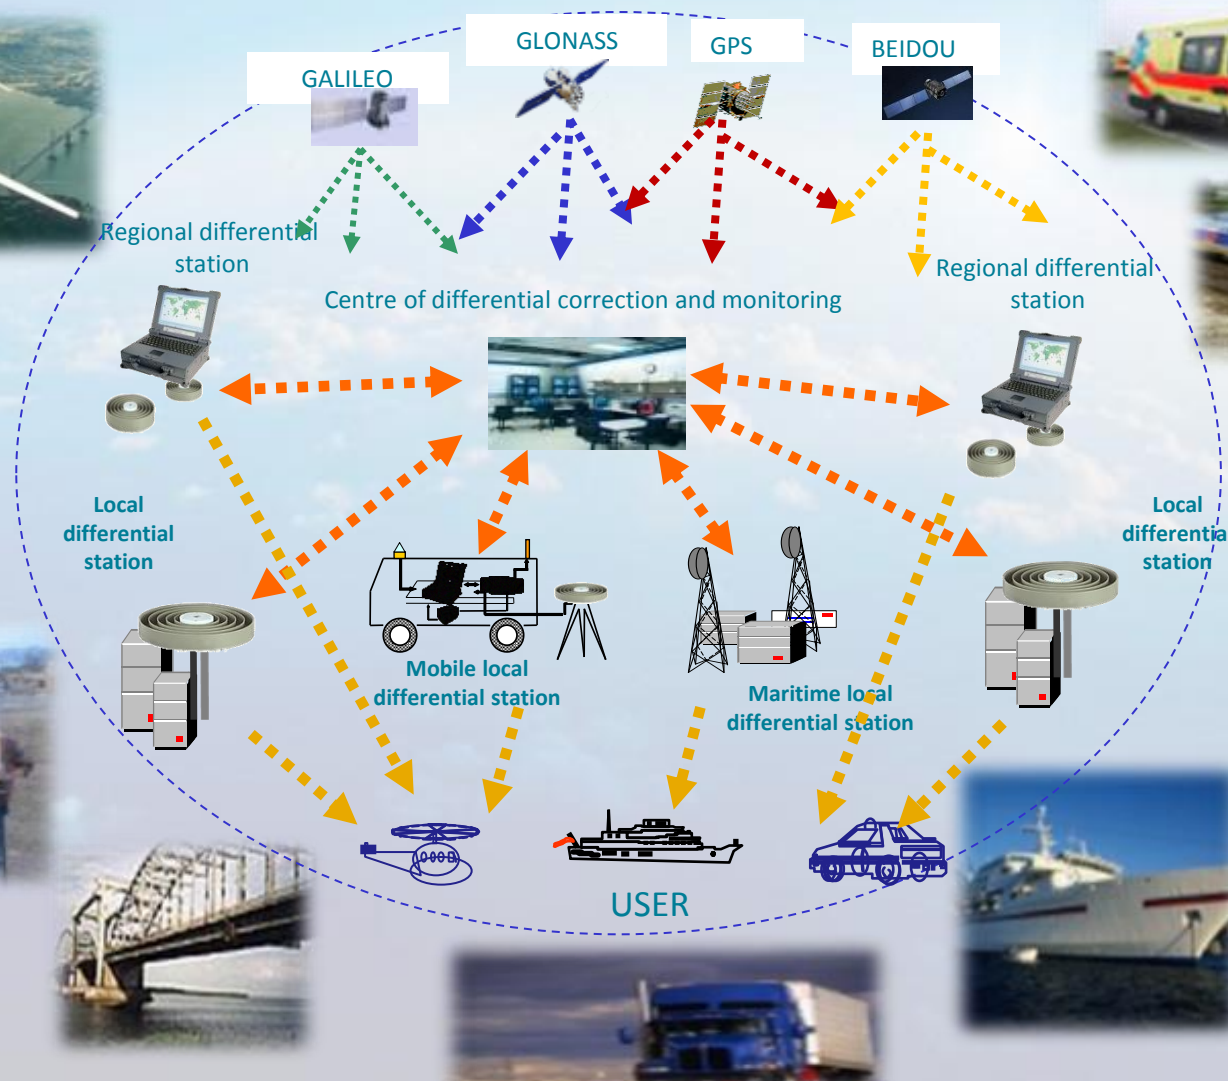 GLONASS
GPS
BEIDOU
GALILEO
Regional differential
station
Regional differential
station
Centre of differential correction and monitoring
Local
differential
station
Local
differential
station
Mobile local
differential station
Maritime local
differential station
USER